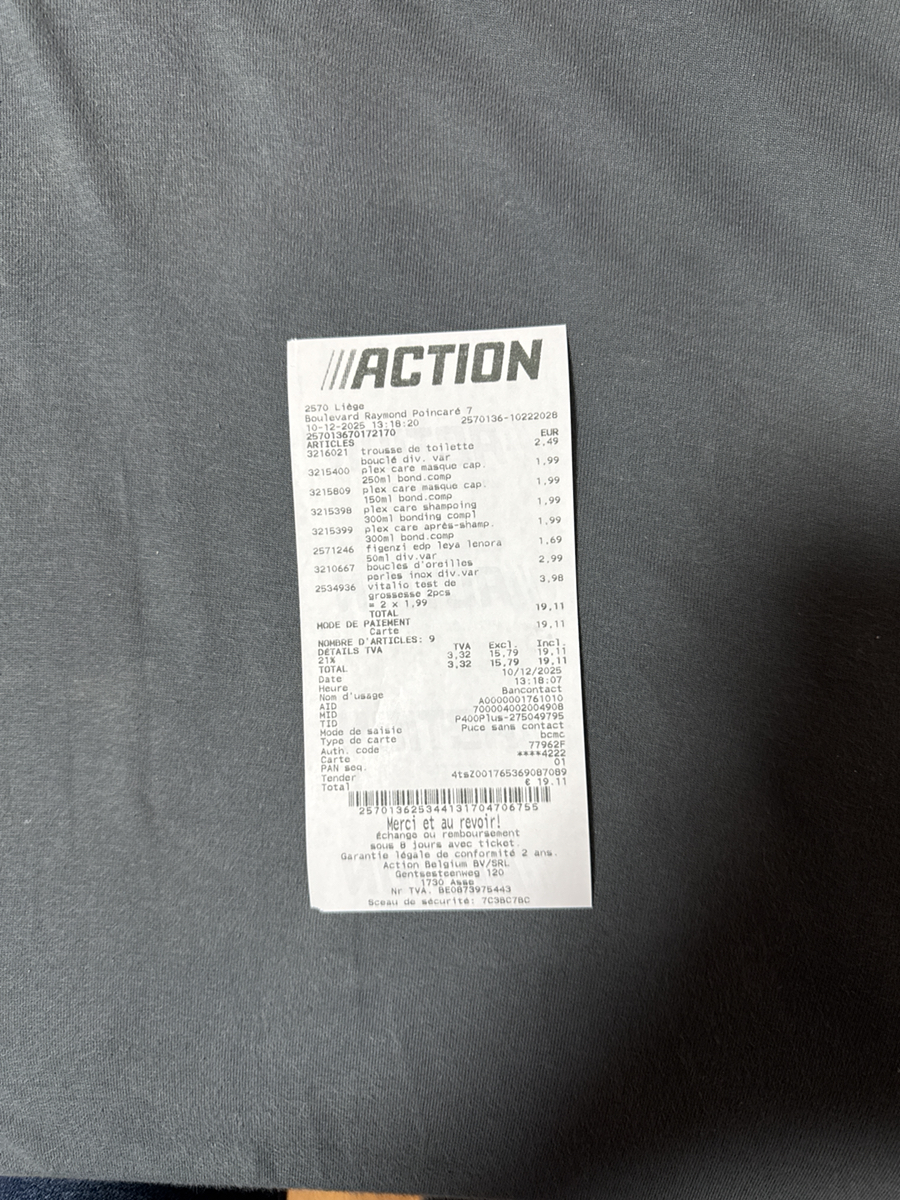 ///ACTION
2570 Liège
Boulevard Raymond Poincaré 7
10-12-2025 13:18:20 2570136-10222028
257013670172170
ARTICLES EUR
3216021 trousse de toilette 2,49
bouclé div. var
3215400 plex care masque cap. 1,99
250ml bond.comp
3215809 plex care masque cap. 1,99
150ml bond.comp
3215398 plex care shampoing 1,99
300ml bonding compl
3215399 plex care après-shamp. 1,99
300ml bond.comp
2571246 figenzi edp leya lenora 1,69
50ml div.var
3210667 boucles d'oreilles 2,99
perles inox div.var
2534936 vitalio test de 3,98
grossesse 2pcs
= 2 x 1,99
TOTAL 19,11
MODE DE PAIEMENT
Carte 19,11
NOMBRE D'ARTICLES: 9
DÉTAILS TVA TVA Excl. Incl.
21% 3,32 15,79 19,11
TOTAL 3,32 15,79 19,11
Date 10/12/2025
Heure 13:18:07
Nom d'usage Bancontact
AID A0000001761010
MID 700004002004908
TID P400Plus-275049795
Mode de saisie Puce sans contact
Type de carte bcmc
Auth. code 77962F
Carte ****4222
PAN seq. 01
Tender 4tsZ001765369087089
Total € 19.11
257013625344131704706755
Merci et au revoir!
Échange ou remboursement
sous 8 jours avec ticket.
Garantie légale de conformité 2 ans.
Action Belgium BV/SRL
Gentsesteenweg 120
1730 Asse
Nr TVA. BE0873975443
Sceau de sécurité: 7C38C7BC